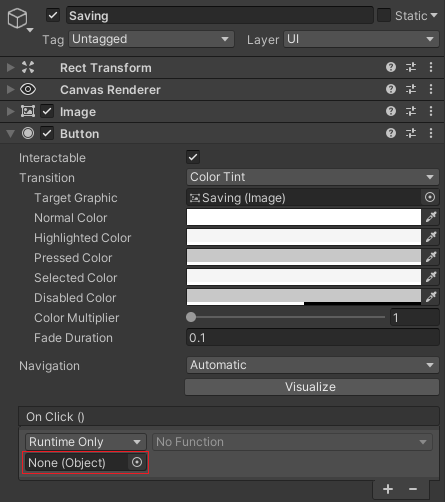 Saving Static
Tag Untagged Layer UI
Rect Transform
Canvas Renderer
Image
Button
Interactable
Transition Color Tint
Target Graphic Saving (Image)
Normal Color
Highlighted Color
Pressed Color
Selected Color
Disabled Color
Color Multiplier 1
Fade Duration 0.1
Navigation Automatic
Visualize
On Click ()
Runtime Only No Function
None (Object)